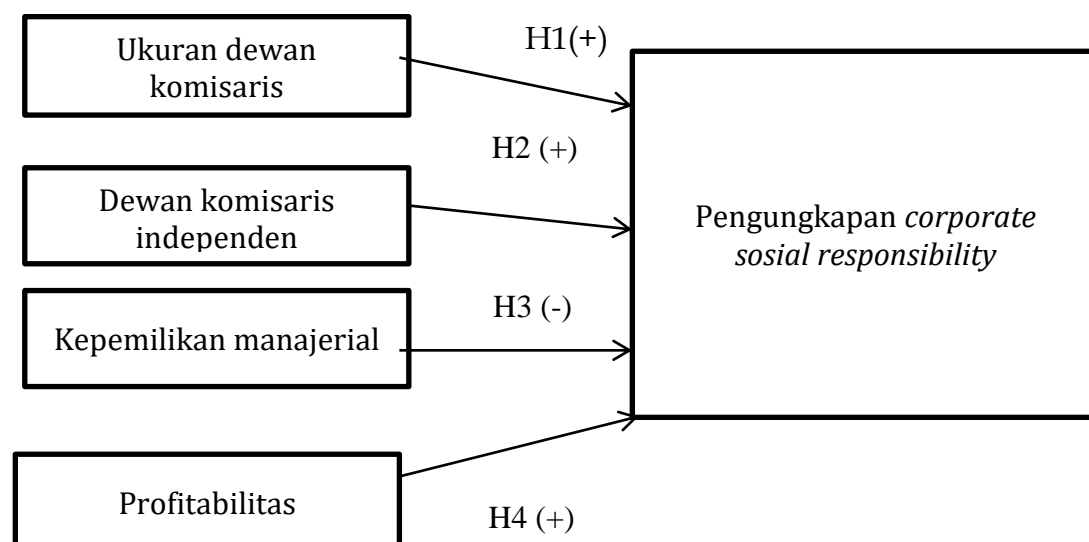 Ukuran dewan
komisaris
H1(+)
H2 (+)
Dewan komisaris
independen
Pengungkapan corporate
sosial responsibility
H3 (-)
Kepemilikan manajerial
Profitabilitas
H4 (+)